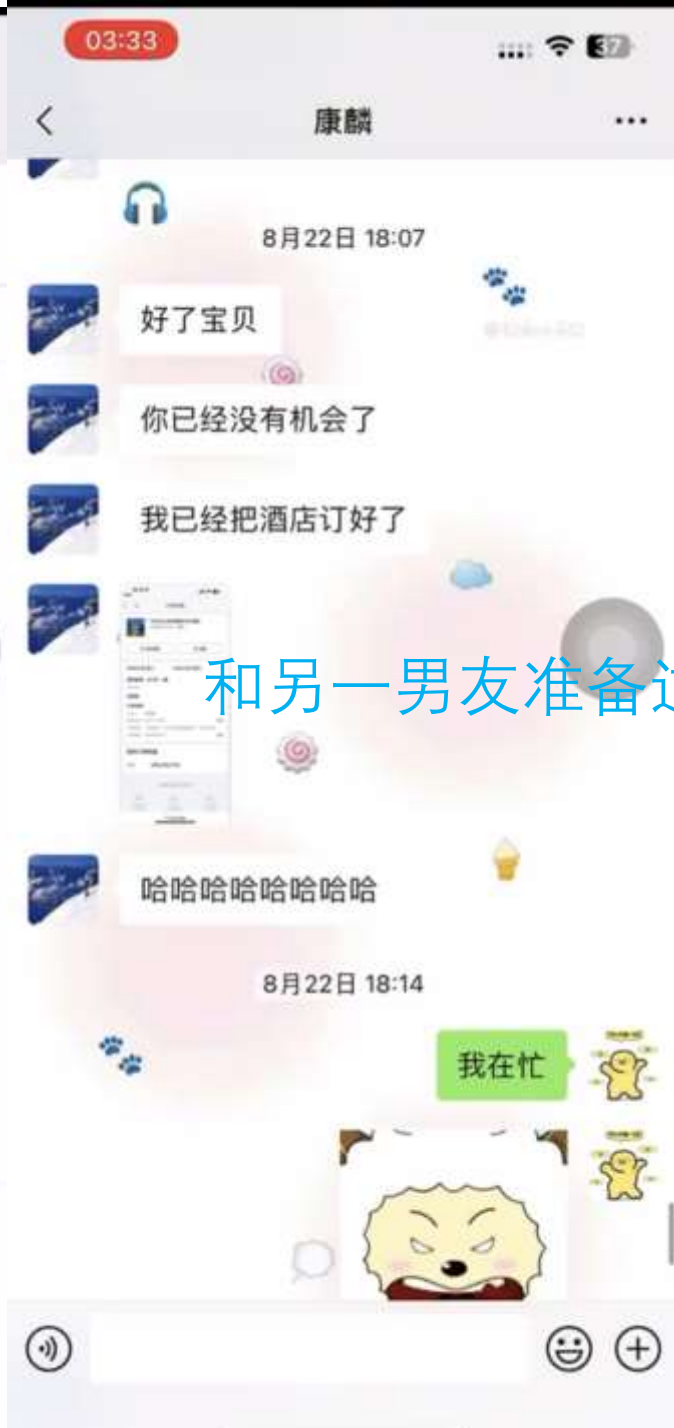 03:33
37
康麟
8月22日 18:07
好了宝贝
你已经没有机会了
我已经把酒店订好了
和另一男友准备
哈哈哈哈哈哈哈哈
8月22日 18:14
我在忙